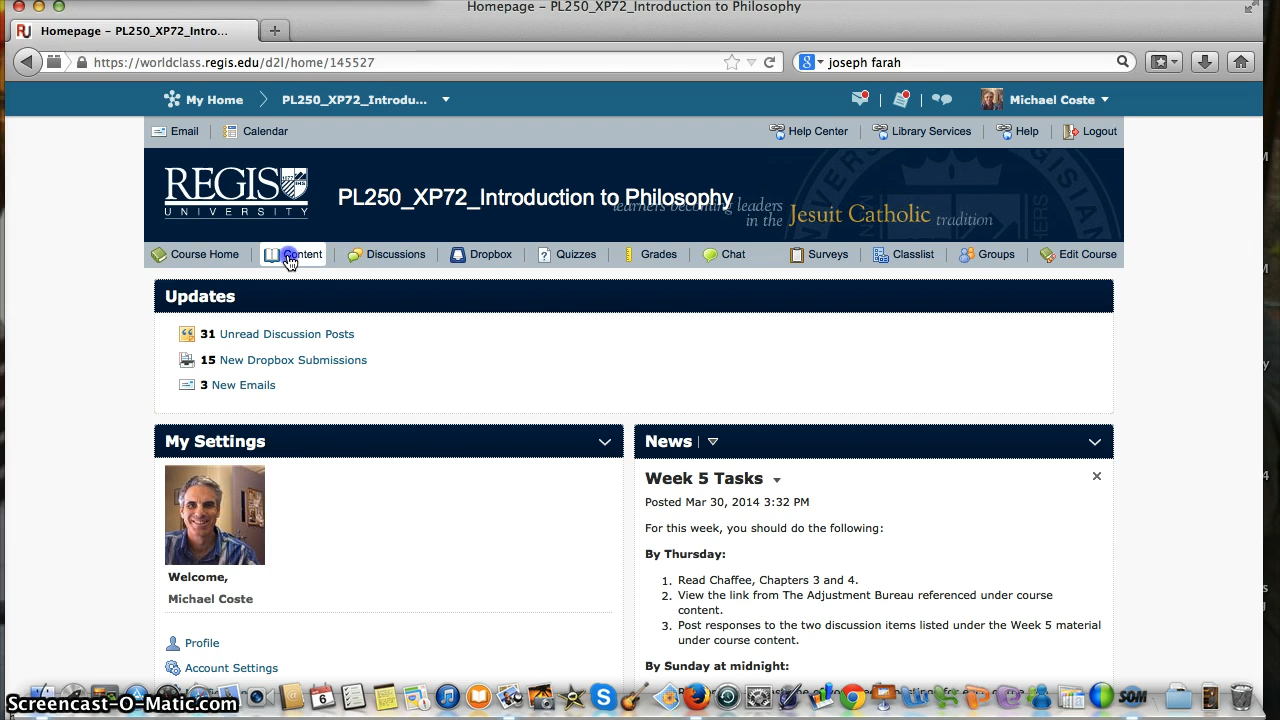 Homepage - PL250_XP72_Introduction to Philosophy
Homepage - PL250_XP72_Intro...
https://worldclass.regis.edu/d2l/home/145527
joseph farah
My Home PL250_XP72_Introdu... Michael Coste
Email Calendar Help Center Library Services Help Logout
REGIS UNIVERSITY
PL250_XP72_Introduction to Philosophy
learners becoming leaders
in the Jesuit Catholic tradition
Course Home Content Discussions Dropbox Quizzes Grades Chat Surveys Classlist Groups Edit Course
Updates
31 Unread Discussion Posts
15 New Dropbox Submissions
3 New Emails
My Settings
Welcome,
Michael Coste
Profile
Account Settings
News
Week 5 Tasks
Posted Mar 30, 2014 3:32 PM
For this week, you should do the following:
By Thursday:
1. Read Chaffee, Chapters 3 and 4.
2. View the link from The Adjustment Bureau referenced under course
content.
3. Post responses to the two discussion items listed under the Week 5 material
under course content.
By Sunday at midnight:
6
SOM
Screencast-O-Matic.com